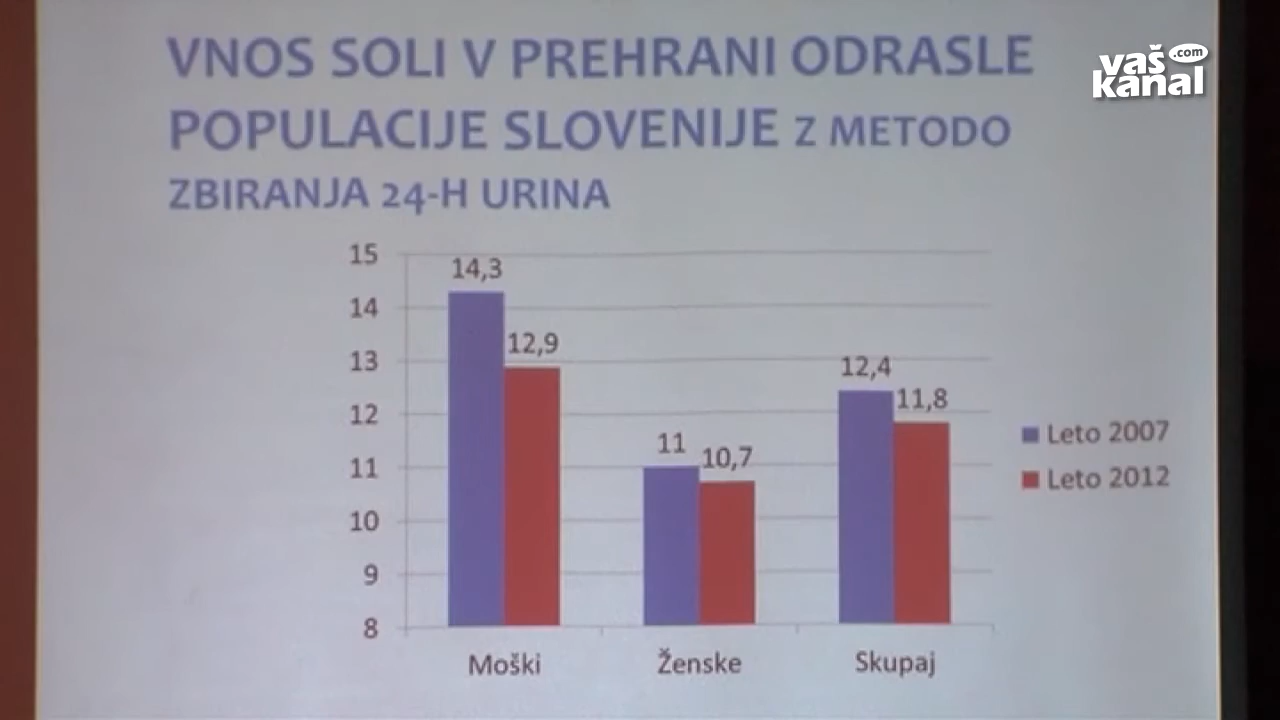 VNOS SOLI V PREHRANI ODRASLE
POPULACIJE SLOVENIJE Z METODO
ZBIRANJA 24-H URINA
vaš
.com
kanal
15
14
13
12
11
10
9
8
14,3
12,9
11
10,7
12,4
11,8
Moški
Ženske
Skupaj
Leto 2007
Leto 2012